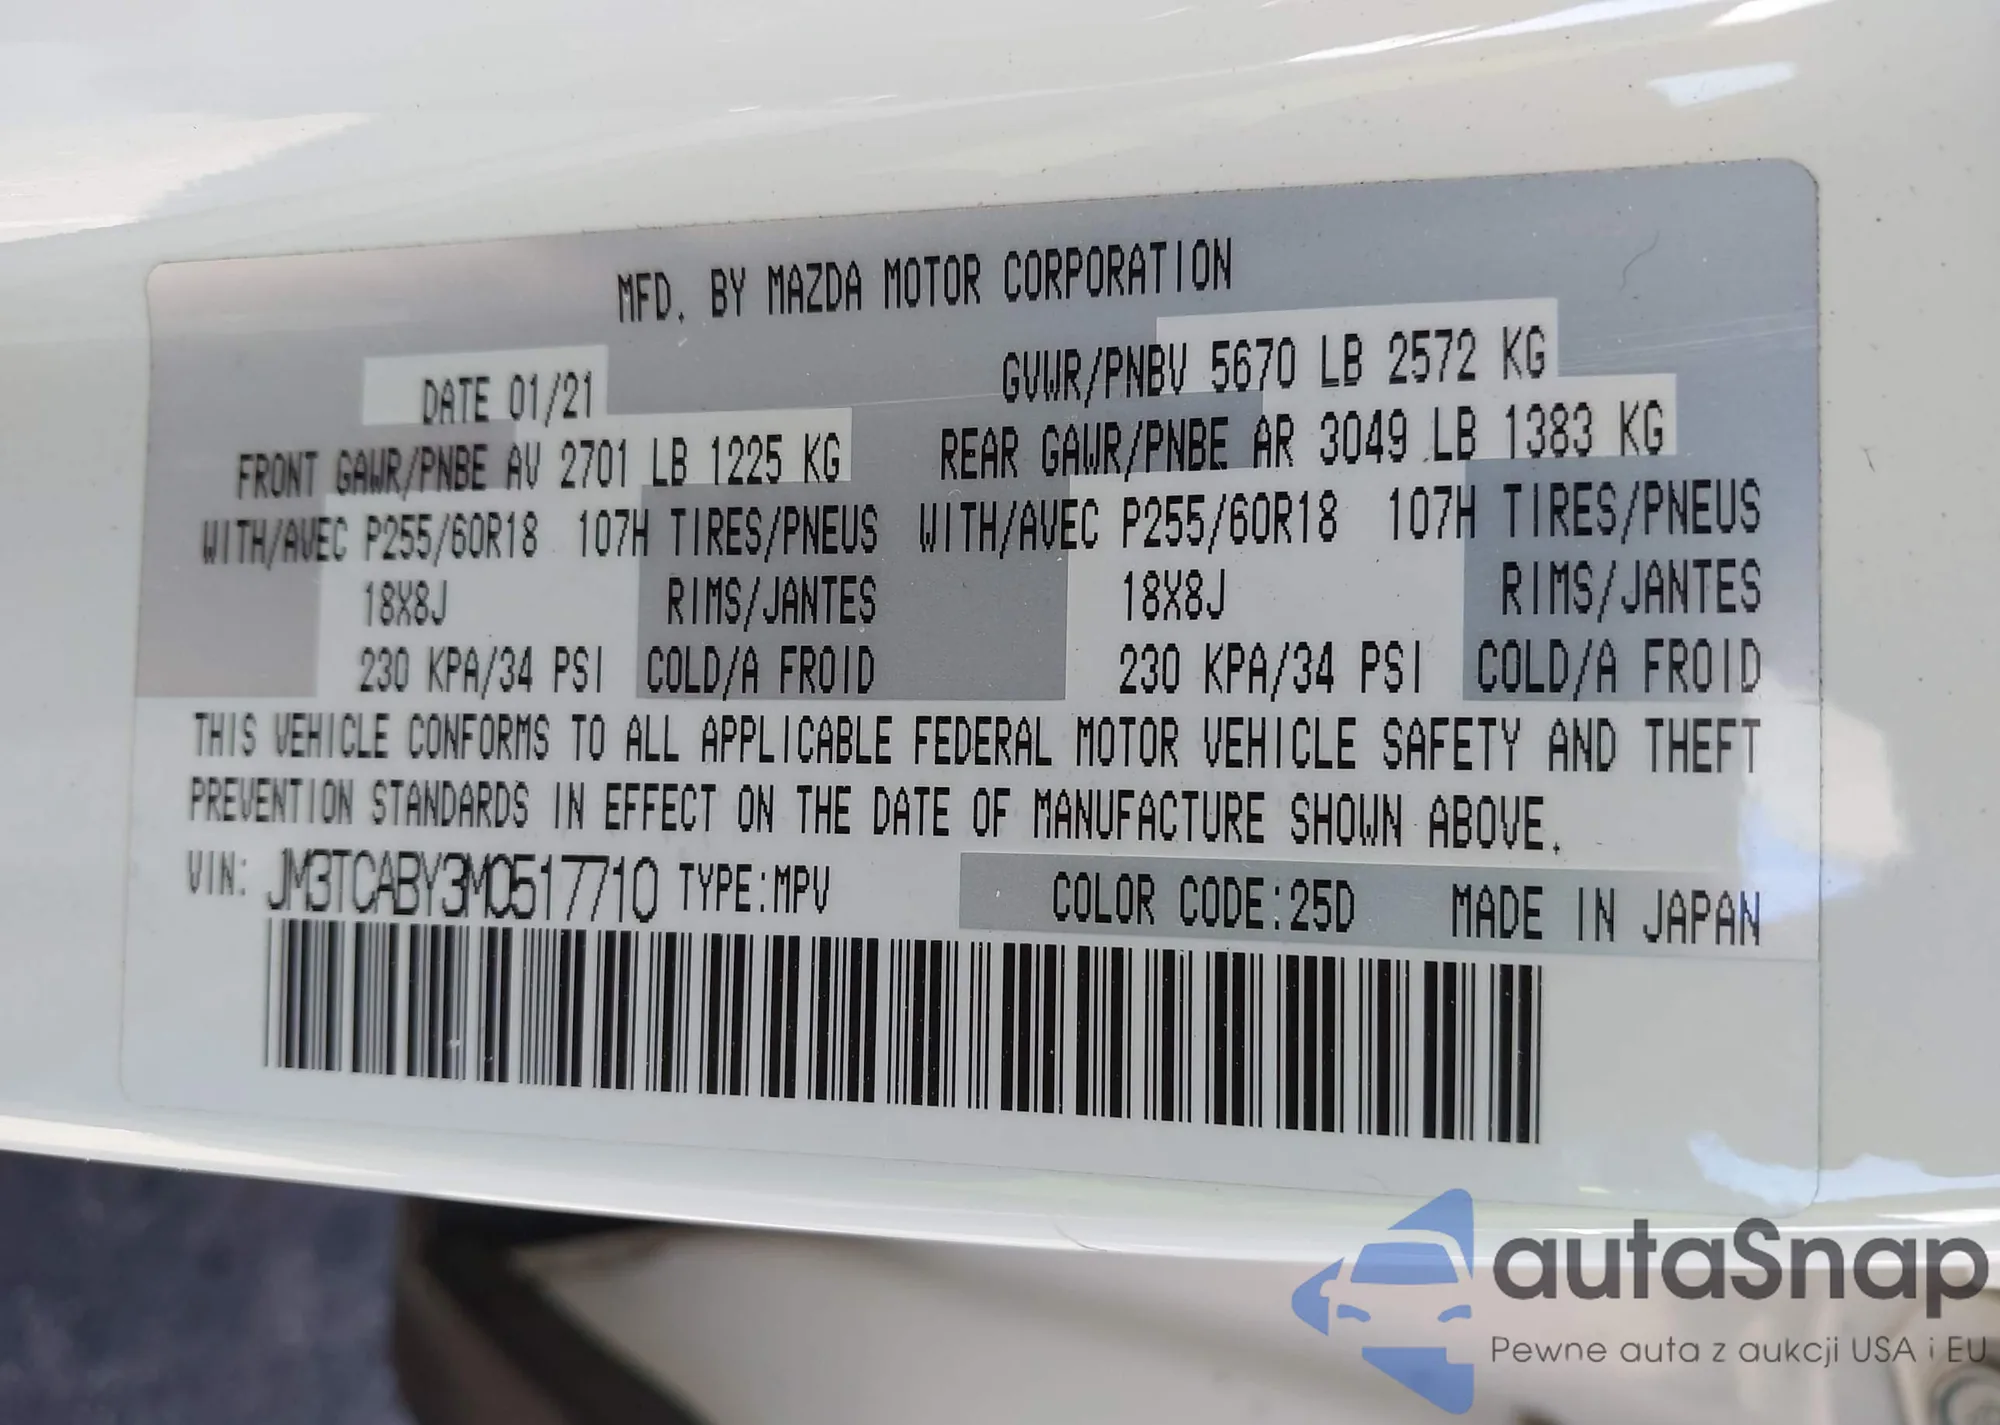 MFD. BY MAZDA MOTOR CORPORATION
DATE 01/21 GVWR/PNBV 5670 LB 2572 KG
FRONT GAWR/PNBE AV 2701 LB 1225 KG REAR GAWR/PNBE AR 3049 LB 1383 KG
WITH/AVEC P255/60R18 107H TIRES/PNEUS WITH/AVEC P255/60R18 107H TIRES/PNEUS
18X8J RIMS/JANTES 18X8J RIMS/JANTES
230 KPA/34 PSI COLD/A FROID 230 KPA/34 PSI COLD/A FROID
THIS VEHICLE CONFORMS TO ALL APPLICABLE FEDERAL MOTOR VEHICLE SAFETY AND THEFT
PREVENTION STANDARDS IN EFFECT ON THE DATE OF MANUFACTURE SHOWN ABOVE.
VIN: JM3TCABY3M0517710 TYPE:MPV COLOR CODE:25D MADE IN JAPAN
autaSnap
Pewne auta z aukcji USA i EU